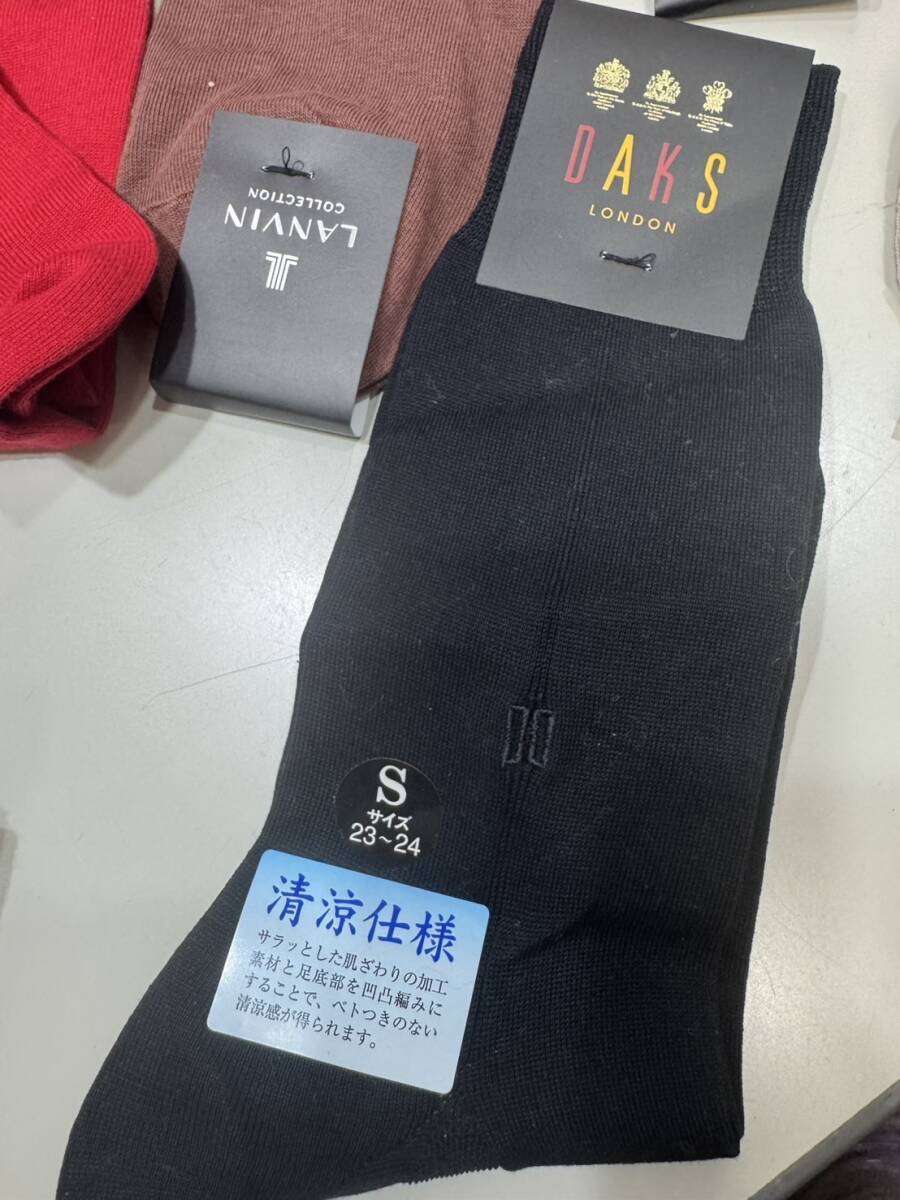 DAKS
LONDON
LANVIN
COLLECTION
S
サイズ
23～24
清涼仕様
サラッとした肌ざわりの加工
素材と足底部を凹凸編みに
することで、ベトつきのない
清涼感が得られます。